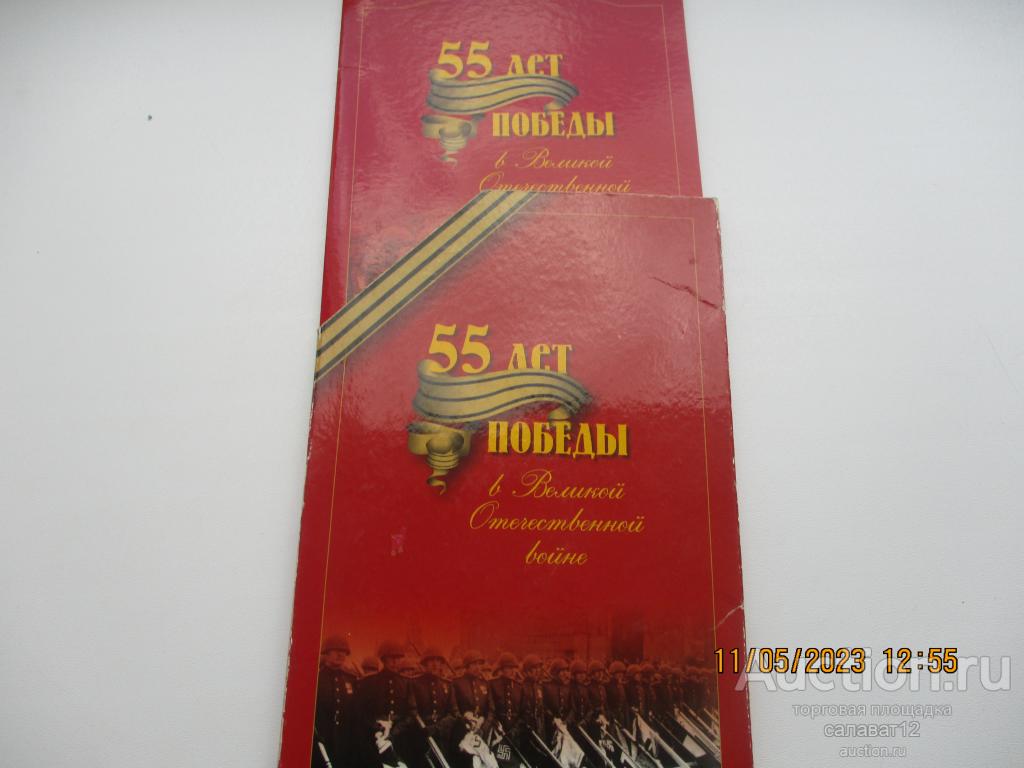 55 лет
ПОБЕДЫ
в Великой
Отечественной
55 лет
ПОБЕДЫ
в Великой
Отечественной
войне
11/05/2023 12:55
Auction.ru
торговая площадка
салават12
auction.ru